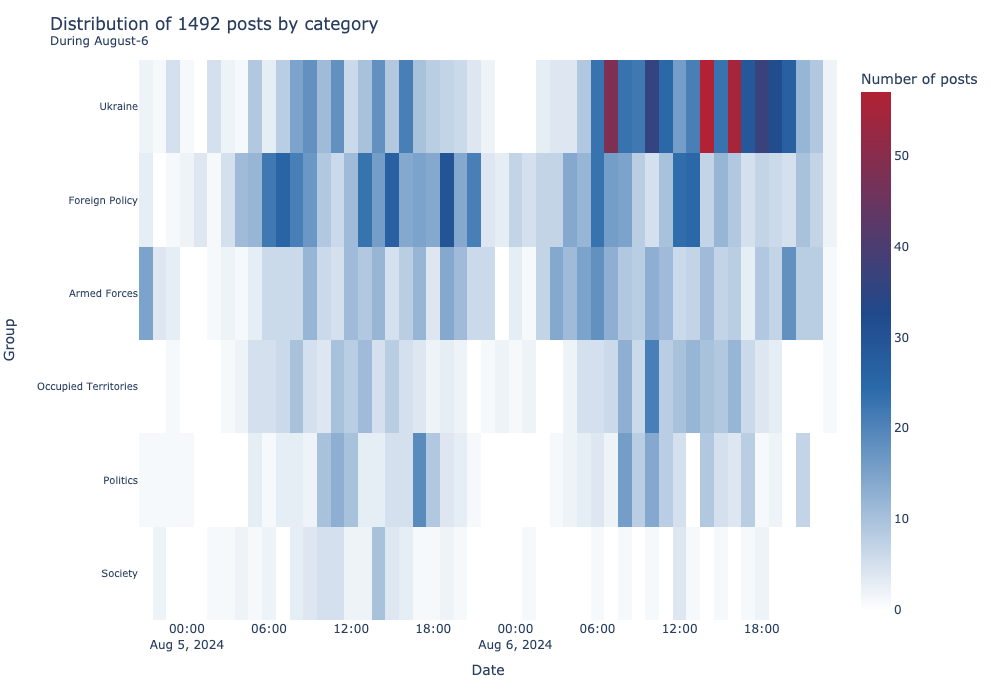 Distribution of 1492 posts by category
During August-6
Number of posts
50
40
30
20
10
0
Group
Ukraine
Foreign Policy
Armed Forces
Occupied Territories
Politics
Society
00:00 06:00 12:00 18:00 00:00 06:00 12:00 18:00
Aug 5, 2024 Aug 6, 2024
Date